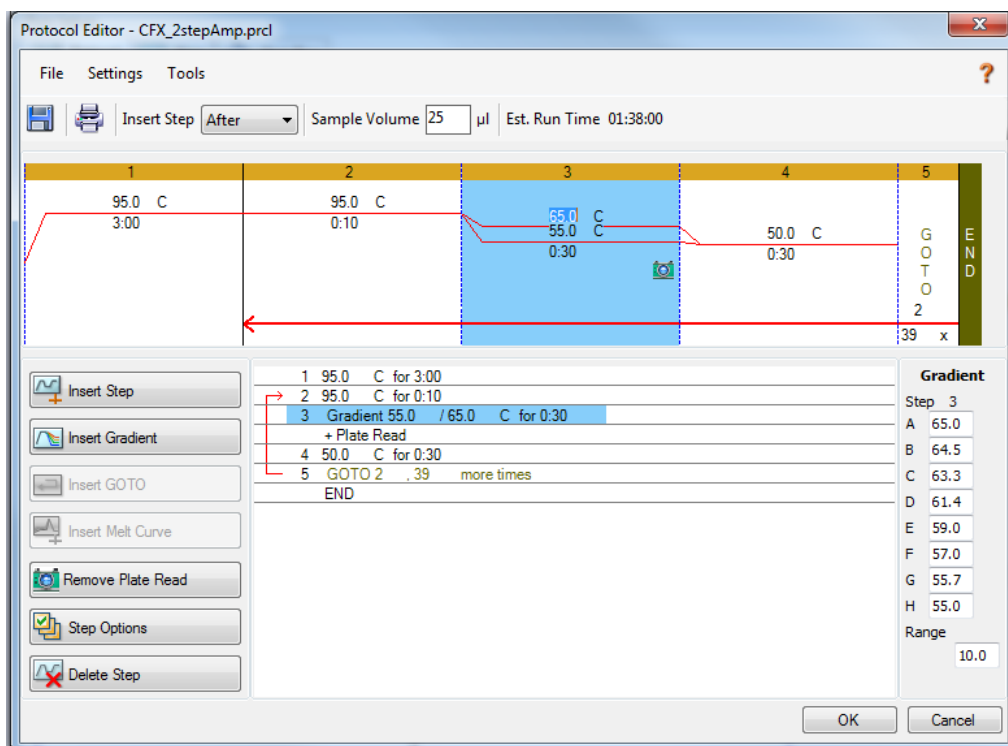 Protocol Editor - CFX_2stepAmp.prcl
File Settings Tools ?
Insert Step After Sample Volume 25 µl Est. Run Time 01:38:00
1 2 3 4 5
95.0 C 95.0 C 65.0 C
3:00 0:10 55.0 C 50.0 C
0:30 0:30
GOTO END
2
39 x
Insert Step
Insert Gradient
Insert GOTO
Insert Melt Curve
Remove Plate Read
Step Options
Delete Step
1 95.0 C for 3:00
2 95.0 C for 0:10
3 Gradient 55.0 / 65.0 C for 0:30
+ Plate Read
4 50.0 C for 0:30
5 GOTO 2 , 39 more times
END
Gradient
Step 3
A 65.0
B 64.5
C 63.3
D 61.4
E 59.0
F 57.0
G 55.7
H 55.0
Range
10.0
OK Cancel